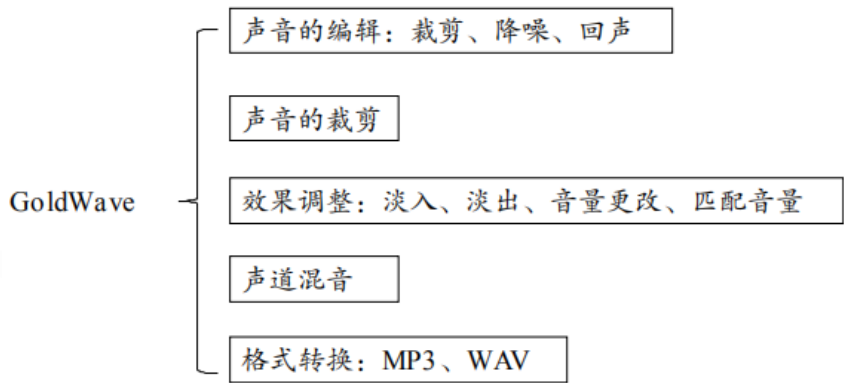 声音的编辑：裁剪、降噪、回声
声音的裁剪
GoldWave
效果调整：淡入、淡出、音量更改、匹配音量
声道混音
格式转换：MP3、WAV